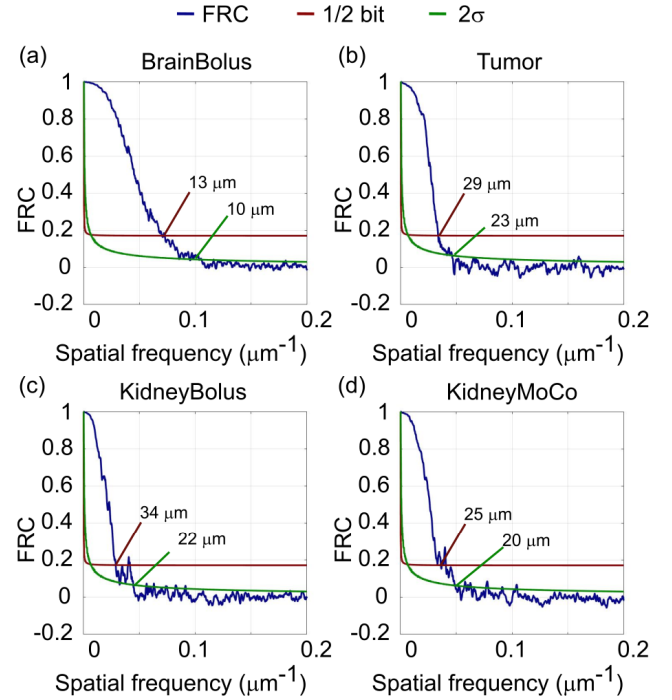 FRC 1/2 bit 2σ
(a) BrainBolus
(b) Tumor
1
0.8
0.6
0.4
0.2
0
-0.2
FRC
13 μm
10 μm
0 0.1 0.2
Spatial frequency (μm⁻¹)
1
0.8
0.6
0.4
0.2
0
-0.2
FRC
29 μm
23 μm
0 0.1 0.2
Spatial frequency (μm⁻¹)
(c) KidneyBolus
(d) KidneyMoCo
1
0.8
0.6
0.4
0.2
0
-0.2
FRC
34 μm
22 μm
0 0.1 0.2
Spatial frequency (μm⁻¹)
1
0.8
0.6
0.4
0.2
0
-0.2
FRC
25 μm
20 μm
0 0.1 0.2
Spatial frequency (μm⁻¹)